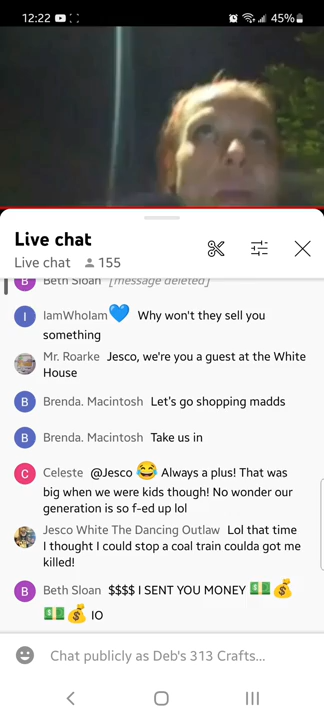 12:22
45%
Live chat
Live chat 155
Beth Sloan [message deleted]
IamWhoIam💙 Why won't they sell you
something
Mr. Roarke Jesco, we're you a guest at the White
House
Brenda. Macintosh Let's go shopping madds
Brenda. Macintosh Take us in
Celeste @Jesco 😂 Always a plus! That was
big when we were kids though! No wonder our
generation is so f-ed up lol
Jesco White The Dancing Outlaw Lol that time
I thought I could stop a coal train coulda got me
killed!
Beth Sloan $$$$ I SENT YOU MONEY 💵💰
💵💰 IO
Chat publicly as Deb's 313 Crafts...